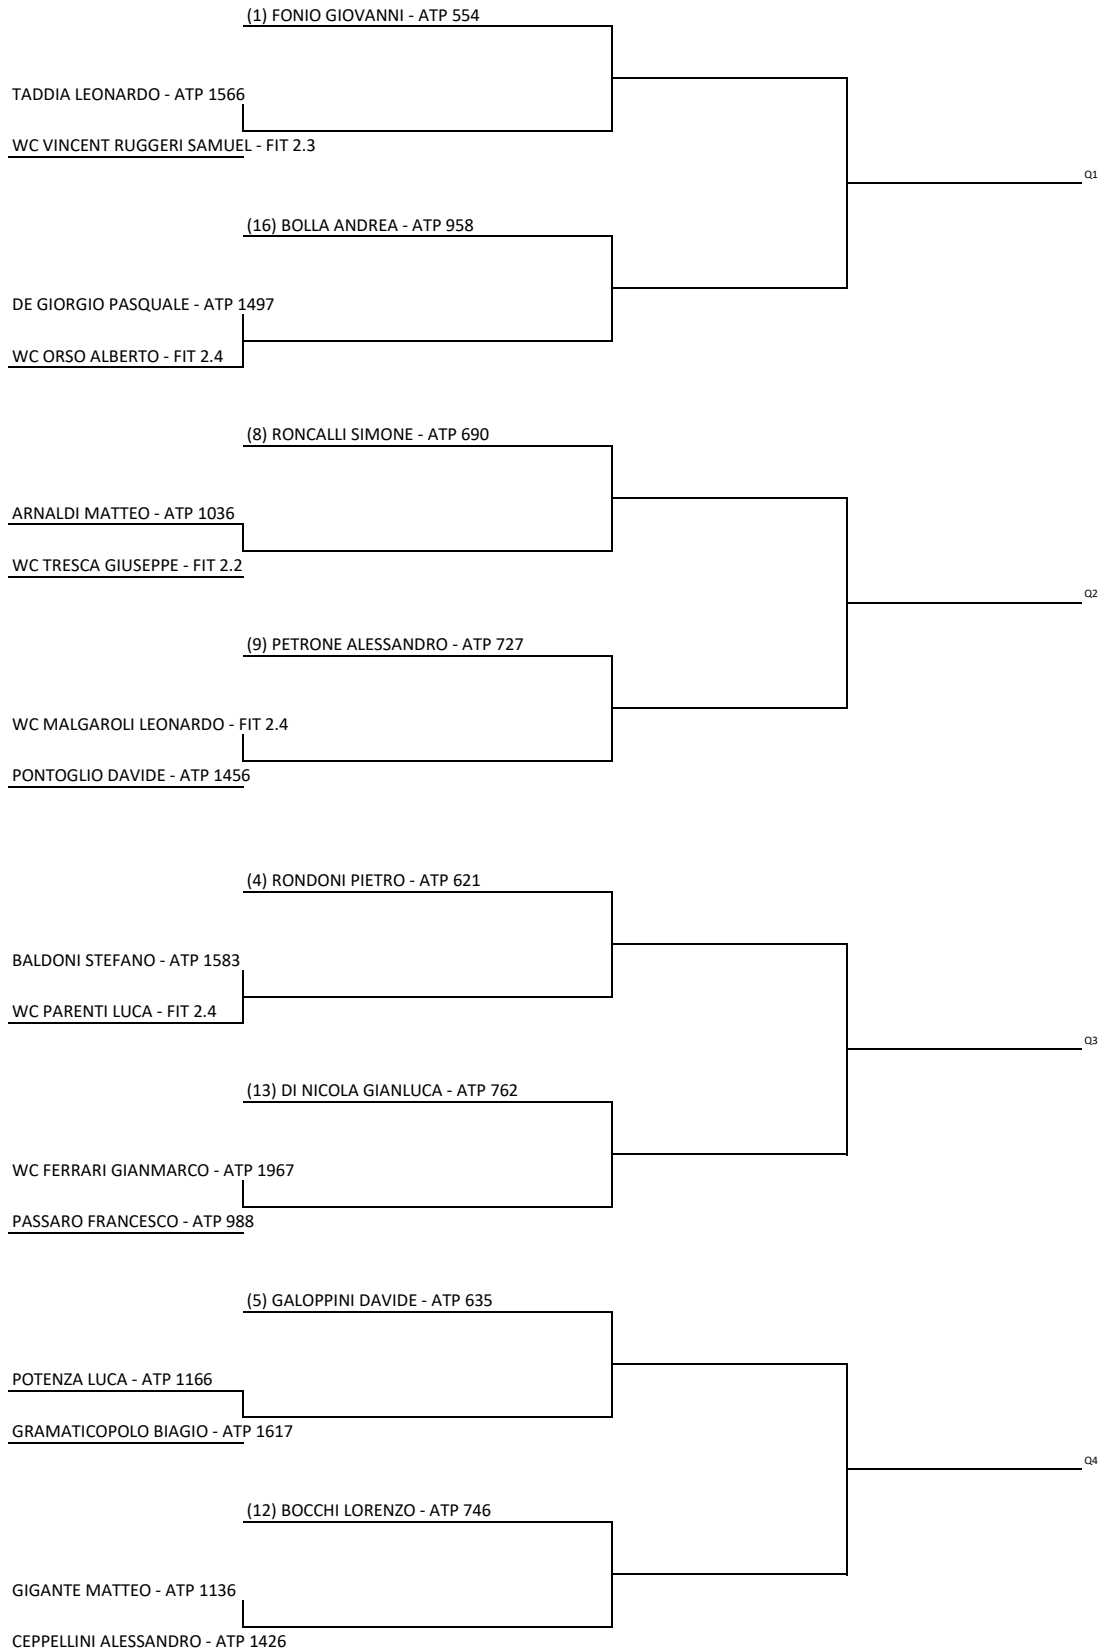 (1) FONIO GIOVANNI - ATP 554
TADDIA LEONARDO - ATP 1566
WC VINCENT RUGGERI SAMUEL - FIT 2.3
Q1
(16) BOLLA ANDREA - ATP 958
DE GIORGIO PASQUALE - ATP 1497
WC ORSO ALBERTO - FIT 2.4
(8) RONCALLI SIMONE - ATP 690
ARNALDI MATTEO - ATP 1036
WC TRESCA GIUSEPPE - FIT 2.2
Q2
(9) PETRONE ALESSANDRO - ATP 727
WC MALGAROLI LEONARDO - FIT 2.4
PONTOGLIO DAVIDE - ATP 1456
(4) RONDONI PIETRO - ATP 621
BALDONI STEFANO - ATP 1583
WC PARENTI LUCA - FIT 2.4
Q3
(13) DI NICOLA GIANLUCA - ATP 762
WC FERRARI GIANMARCO - ATP 1967
PASSARO FRANCESCO - ATP 988
(5) GALOPPINI DAVIDE - ATP 635
POTENZA LUCA - ATP 1166
GRAMATICOPOLO BIAGIO - ATP 1617
Q4
(12) BOCCHI LORENZO - ATP 746
GIGANTE MATTEO - ATP 1136
CEPPELLINI ALESSANDRO - ATP 1426